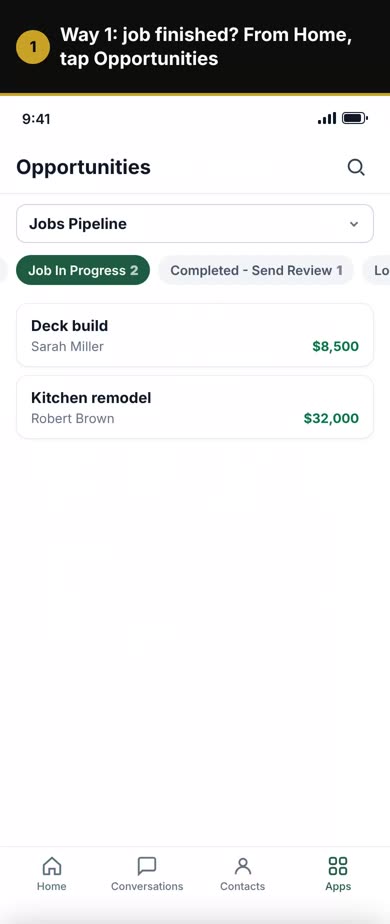 1
Way 1: job finished? From Home,
tap Opportunities
9:41
Opportunities
Jobs Pipeline
Job In Progress 2
Completed - Send Review 1
Lo
Deck build
Sarah Miller
$8,500
Kitchen remodel
Robert Brown
$32,000
Home
Conversations
Contacts
Apps